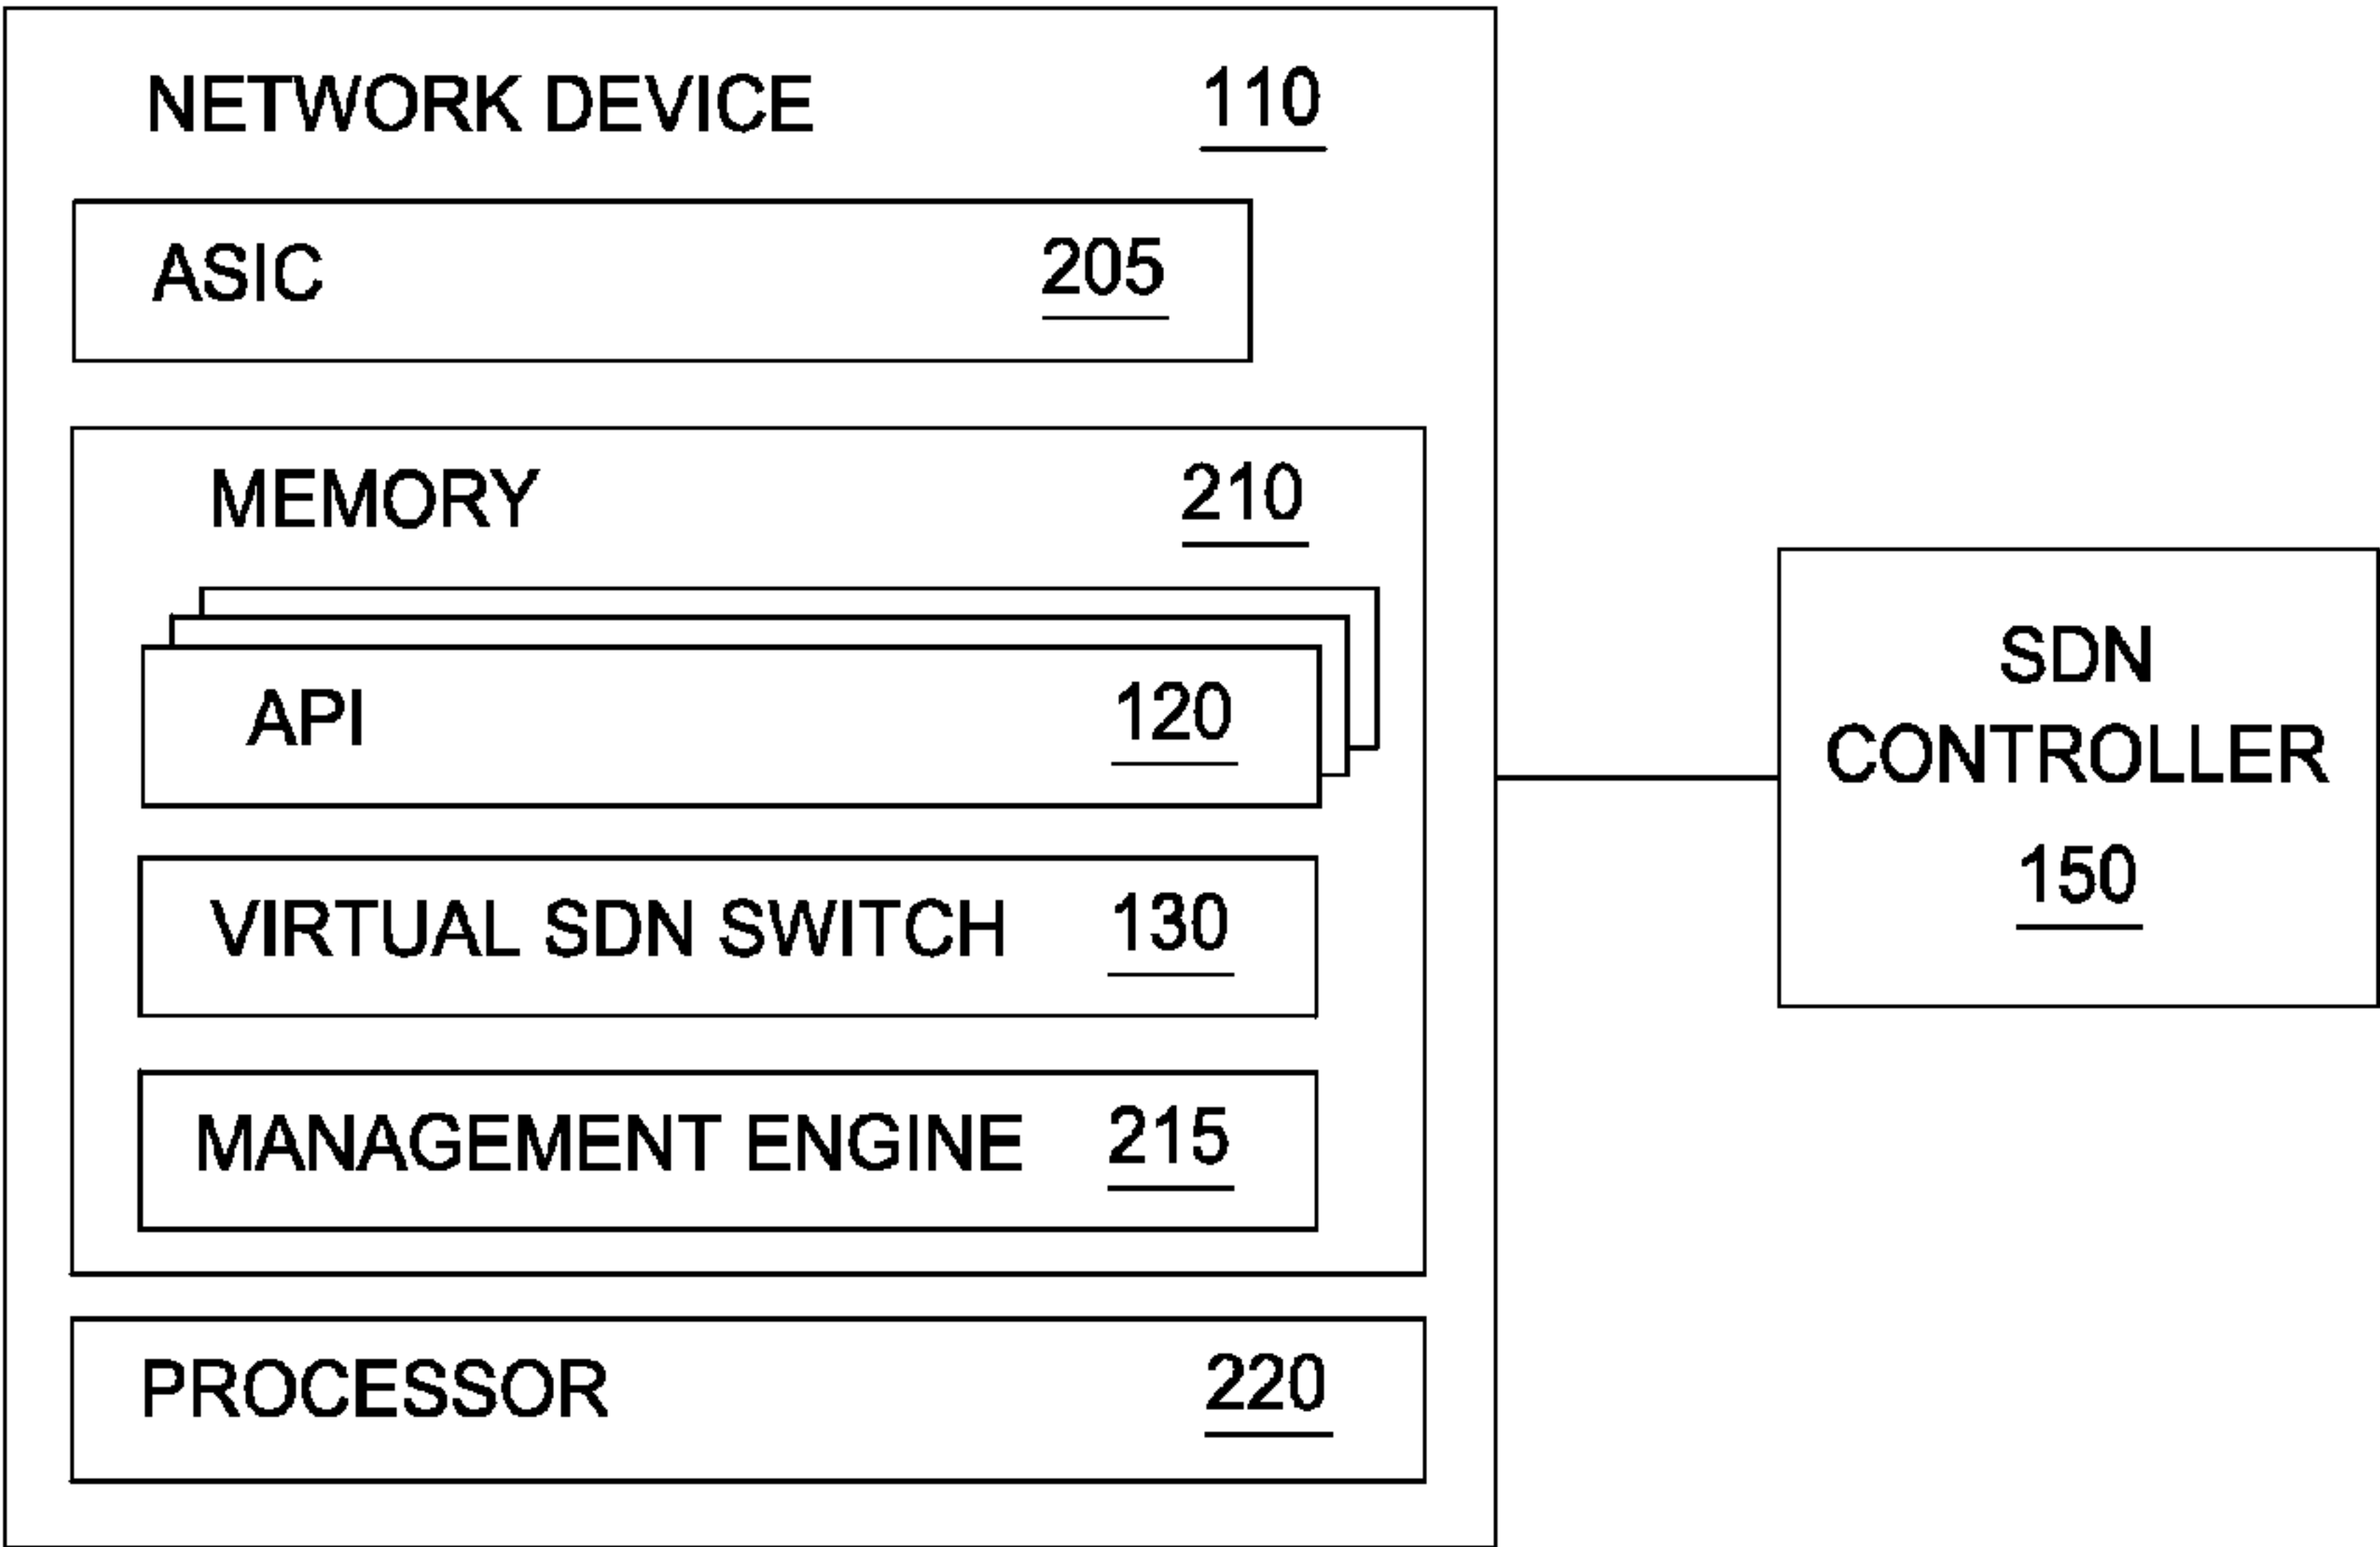 NETWORK DEVICE 110
ASIC 205
MEMORY 210
API 120
VIRTUAL SDN SWITCH 130
MANAGEMENT ENGINE 215
PROCESSOR 220
SDN
CONTROLLER
150